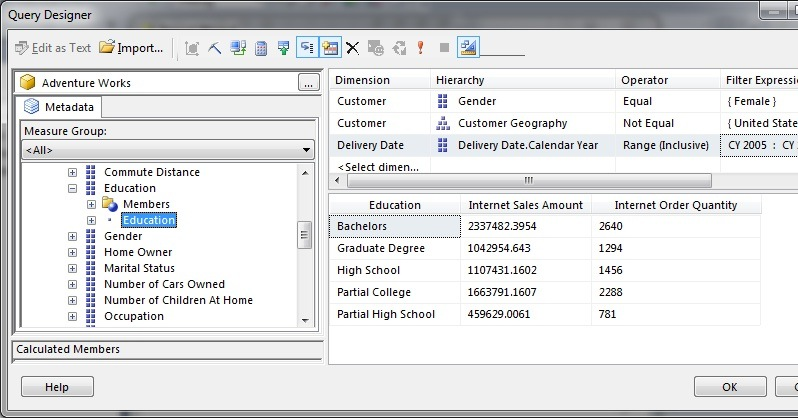 Query Designer
Edit as Text Import...
Adventure Works ...
Metadata
Measure Group:
<All>
Commute Distance
Education
Members
Education
Gender
Home Owner
Marital Status
Number of Cars Owned
Number of Children At Home
Occupation
Calculated Members
Dimension Hierarchy Operator Filter Expressio
Customer Gender Equal { Female }
Customer Customer Geography Not Equal { United State
Delivery Date Delivery Date.Calendar Year Range (Inclusive) CY 2005 : CY
<Select dimen...
Education Internet Sales Amount Internet Order Quantity
Bachelors 2337482.3954 2640
Graduate Degree 1042954.643 1294
High School 1107431.1602 1456
Partial College 1663791.1607 2288
Partial High School 459629.0061 781
Help OK C